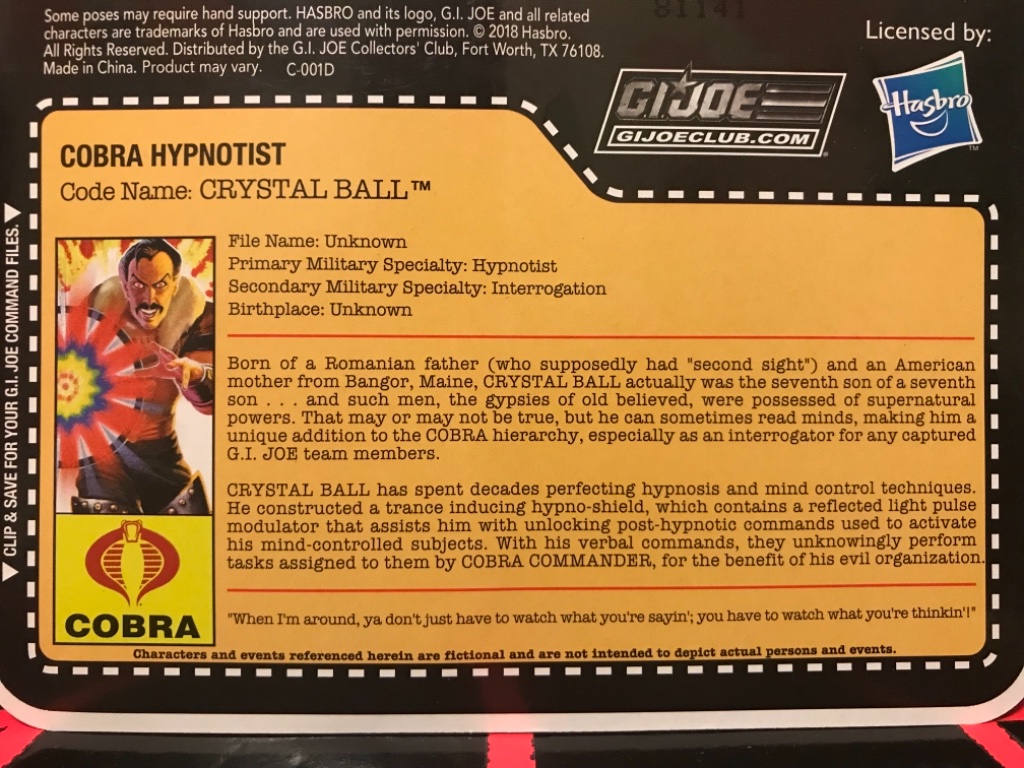 81141
Some poses may require hand support. HASBRO and its logo, G.I. JOE and all related
characters are trademarks of Hasbro and are used with permission. © 2018 Hasbro.
All Rights Reserved. Distributed by the G.I. JOE Collectors' Club, Fort Worth, TX 76108.
Made in China. Product may vary. C-001D
Licensed by:
G.I. JOE
GIJOECLUB.COM
Hasbro
TM
COBRA HYPNOTIST
Code Name: CRYSTAL BALL™
▼CLIP & SAVE FOR YOUR G.I. JOE COMMAND FILES.▼
File Name: Unknown
Primary Military Specialty: Hypnotist
Secondary Military Specialty: Interrogation
Birthplace: Unknown
Born of a Romanian father (who supposedly had "second sight") and an American
mother from Bangor, Maine, CRYSTAL BALL actually was the seventh son of a seventh
son . . . and such men, the gypsies of old believed, were possessed of supernatural
powers. That may or may not be true, but he can sometimes read minds, making him a
unique addition to the COBRA hierarchy, especially as an interrogator for any captured
G.I. JOE team members.
CRYSTAL BALL has spent decades perfecting hypnosis and mind control techniques.
He constructed a trance inducing hypno-shield, which contains a reflected light pulse
modulator that assists him with unlocking post-hypnotic commands used to activate
his mind-controlled subjects. With his verbal commands, they unknowingly perform
tasks assigned to them by COBRA COMMANDER, for the benefit of his evil organization.
COBRA
"When I'm around, ya don't just have to watch what you're sayin'; you have to watch what you're thinkin'!"
Characters and events referenced herein are fictional and are not intended to depict actual persons and events.